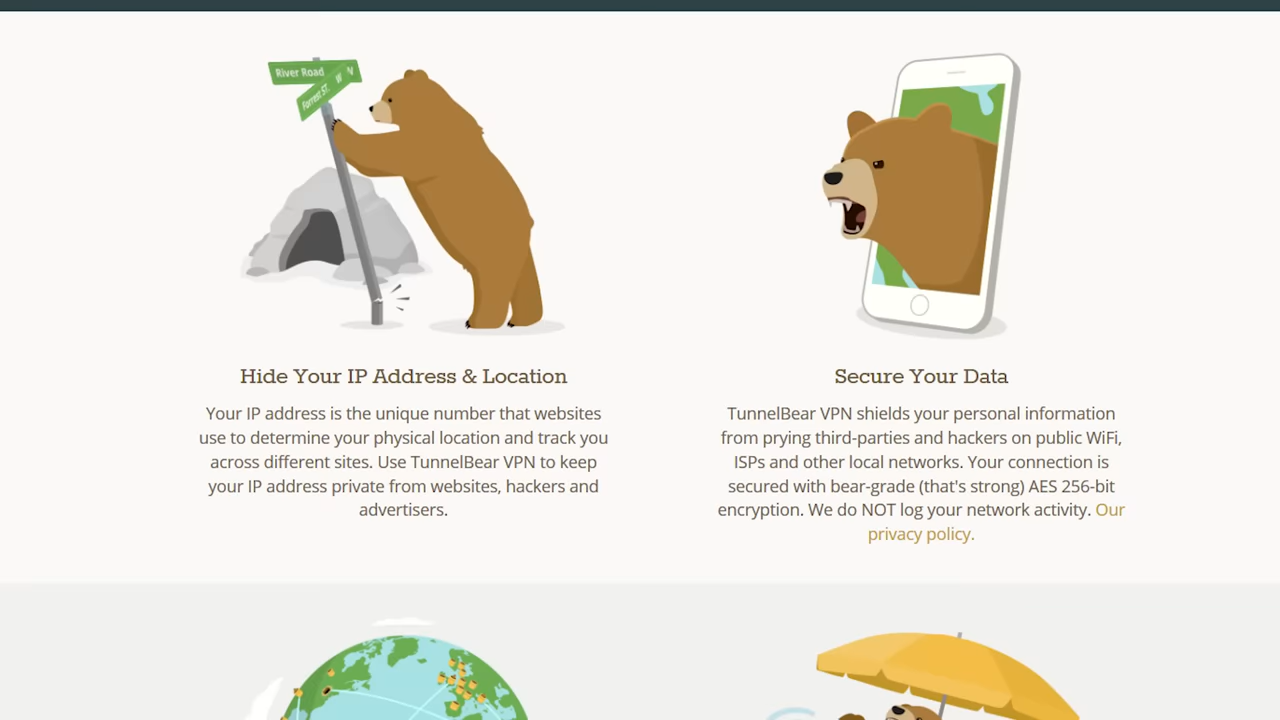 River Road
W N
Forrest ST.
Hide Your IP Address & Location
Your IP address is the unique number that websites
use to determine your physical location and track you
across different sites. Use TunnelBear VPN to keep
your IP address private from websites, hackers and
advertisers.
Secure Your Data
TunnelBear VPN shields your personal information
from prying third-parties and hackers on public WiFi,
ISPs and other local networks. Your connection is
secured with bear-grade (that's strong) AES 256-bit
encryption. We do NOT log your network activity. Our
privacy policy.